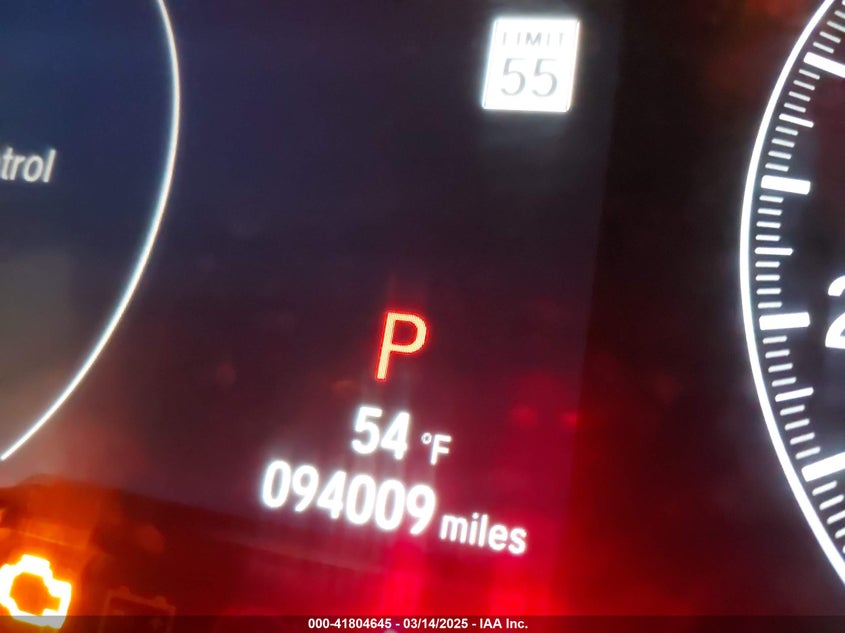 LIMIT
55
trol
P
54 °F
094009 miles
000-41804645 - 03/14/2025 - IAA Inc.